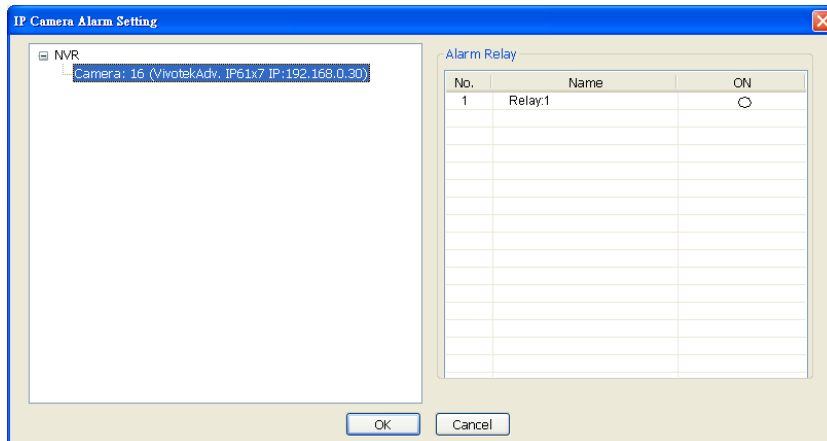 IP Camera Alarm Setting
NVR
Camera: 16 (VivotekAdv. IP61x7 IP:192.168.0.30)
Alarm Relay
No. Name ON
1 Relay:1
OK Cancel